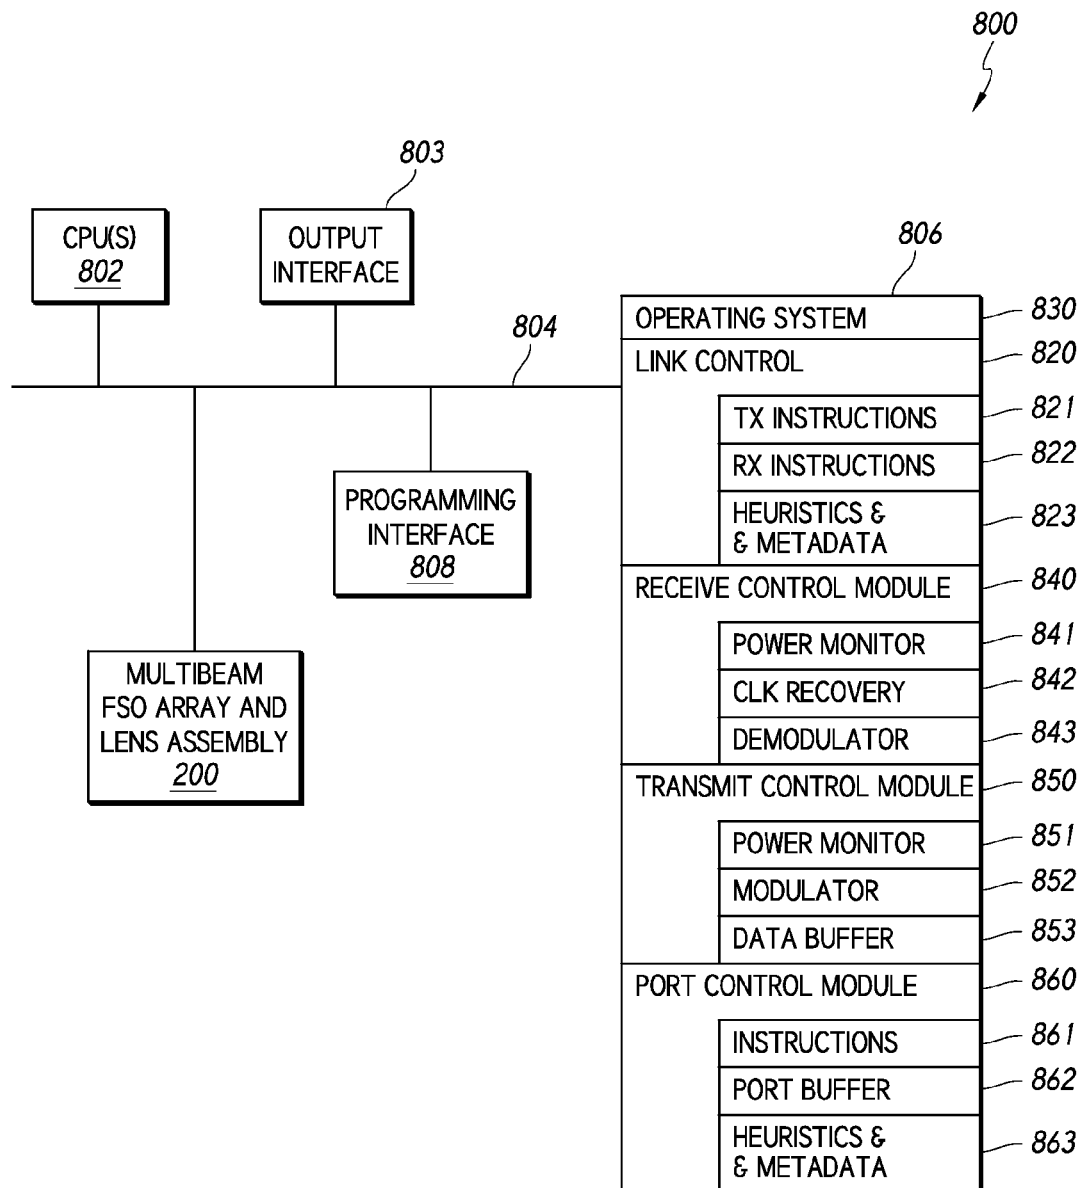 800
803
CPU(S)
802
OUTPUT
INTERFACE
806
804
OPERATING SYSTEM
830
LINK CONTROL
820
TX INSTRUCTIONS
821
RX INSTRUCTIONS
822
HEURISTICS &
& METADATA
823
PROGRAMMING
INTERFACE
808
RECEIVE CONTROL MODULE
840
POWER MONITOR
841
CLK RECOVERY
842
DEMODULATOR
843
MULTIBEAM
FSO ARRAY AND
LENS ASSEMBLY
200
TRANSMIT CONTROL MODULE
850
POWER MONITOR
851
MODULATOR
852
DATA BUFFER
853
PORT CONTROL MODULE
860
INSTRUCTIONS
861
PORT BUFFER
862
HEURISTICS &
& METADATA
863